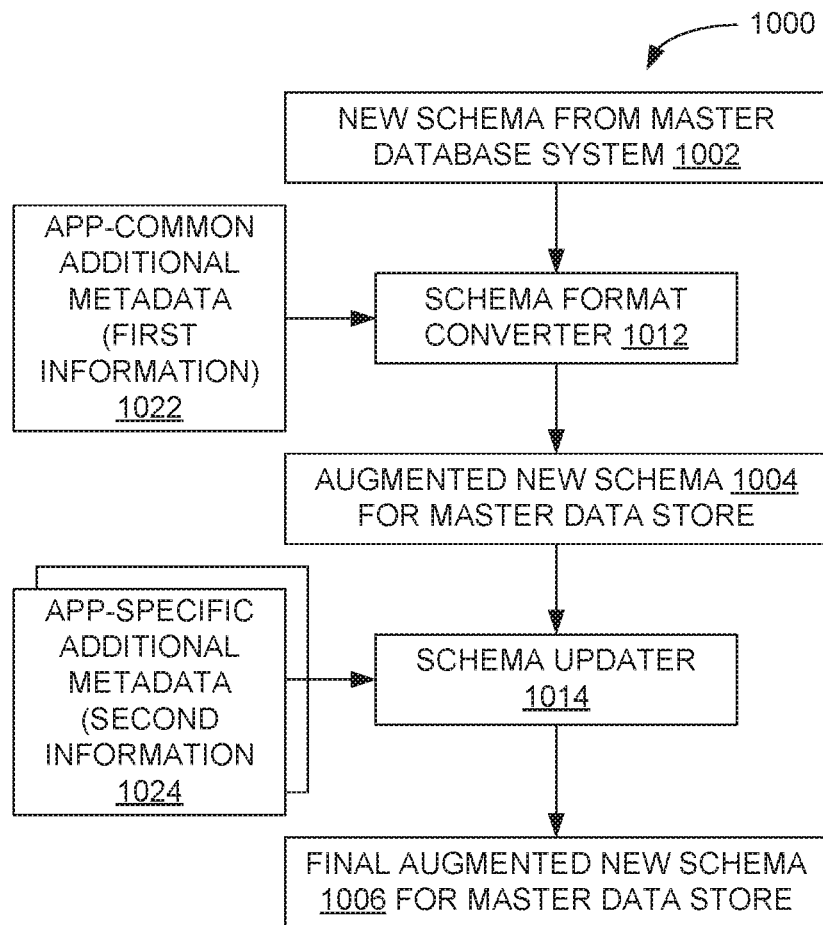 1000
NEW SCHEMA FROM MASTER
DATABASE SYSTEM 1002
APP-COMMON
ADDITIONAL
METADATA
(FIRST
INFORMATION)
1022
SCHEMA FORMAT
CONVERTER 1012
AUGMENTED NEW SCHEMA 1004
FOR MASTER DATA STORE
APP-SPECIFIC
ADDITIONAL
METADATA
(SECOND
INFORMATION
1024
SCHEMA UPDATER
1014
FINAL AUGMENTED NEW SCHEMA
1006 FOR MASTER DATA STORE